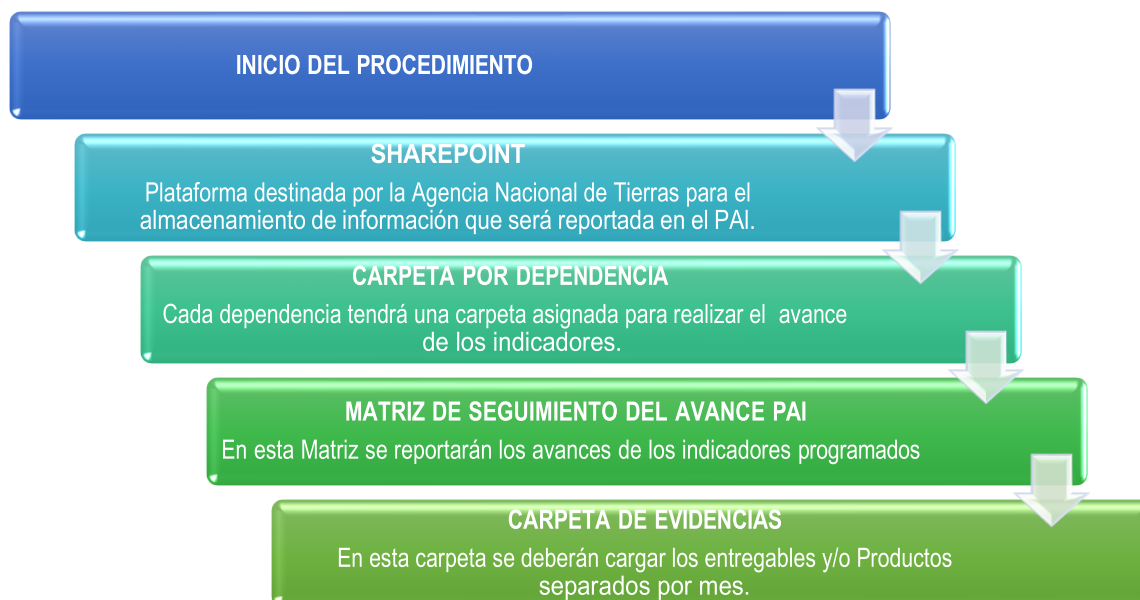 INICIO DEL PROCEDIMIENTO
SHAREPOINT
Plataforma destinada por la Agencia Nacional de Tierras para el
almacenamiento de información que será reportada en el PAI.
CARPETA POR DEPENDENCIA
Cada dependencia tendrá una carpeta asignada para realizar el avance
de los indicadores.
MATRIZ DE SEGUIMIENTO DEL AVANCE PAI
En esta Matriz se reportarán los avances de los indicadores programados
CARPETA DE EVIDENCIAS
En esta carpeta se deberán cargar los entregables y/o Productos
separados por mes.